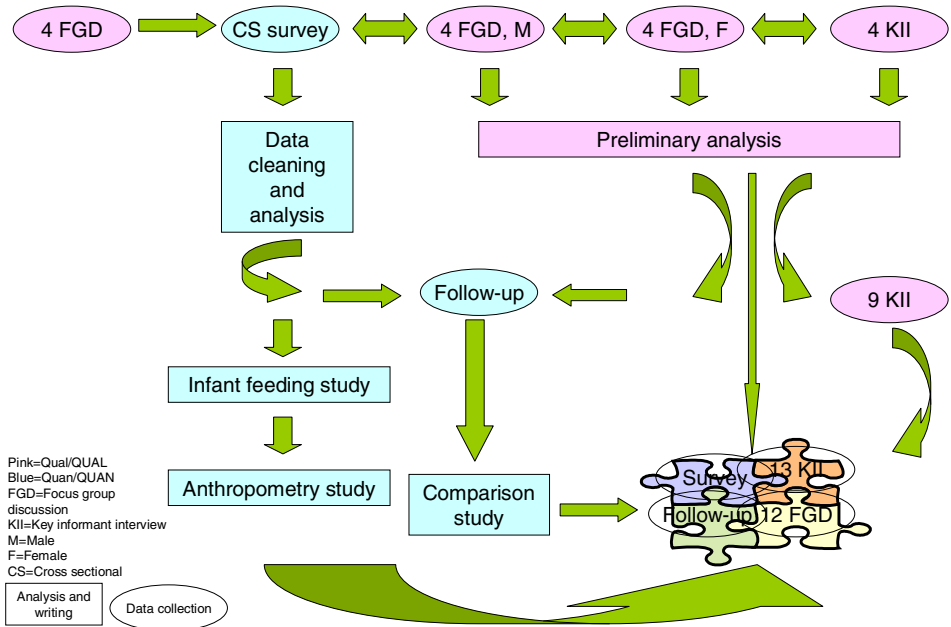 4 FGD
CS survey
4 FGD, M
4 FGD, F
4 KII
Data
cleaning
and
analysis
Preliminary analysis
Follow-up
9 KII
Infant feeding study
Anthropometry study
Comparison
study
Survey
13 KII
Follow-up
12 FGD
Pink=Qual/QUAL
Blue=Quan/QUAN
FGD=Focus group
discussion
KII=Key informant interview
M=Male
F=Female
CS=Cross sectional
Analysis and
writing
Data collection